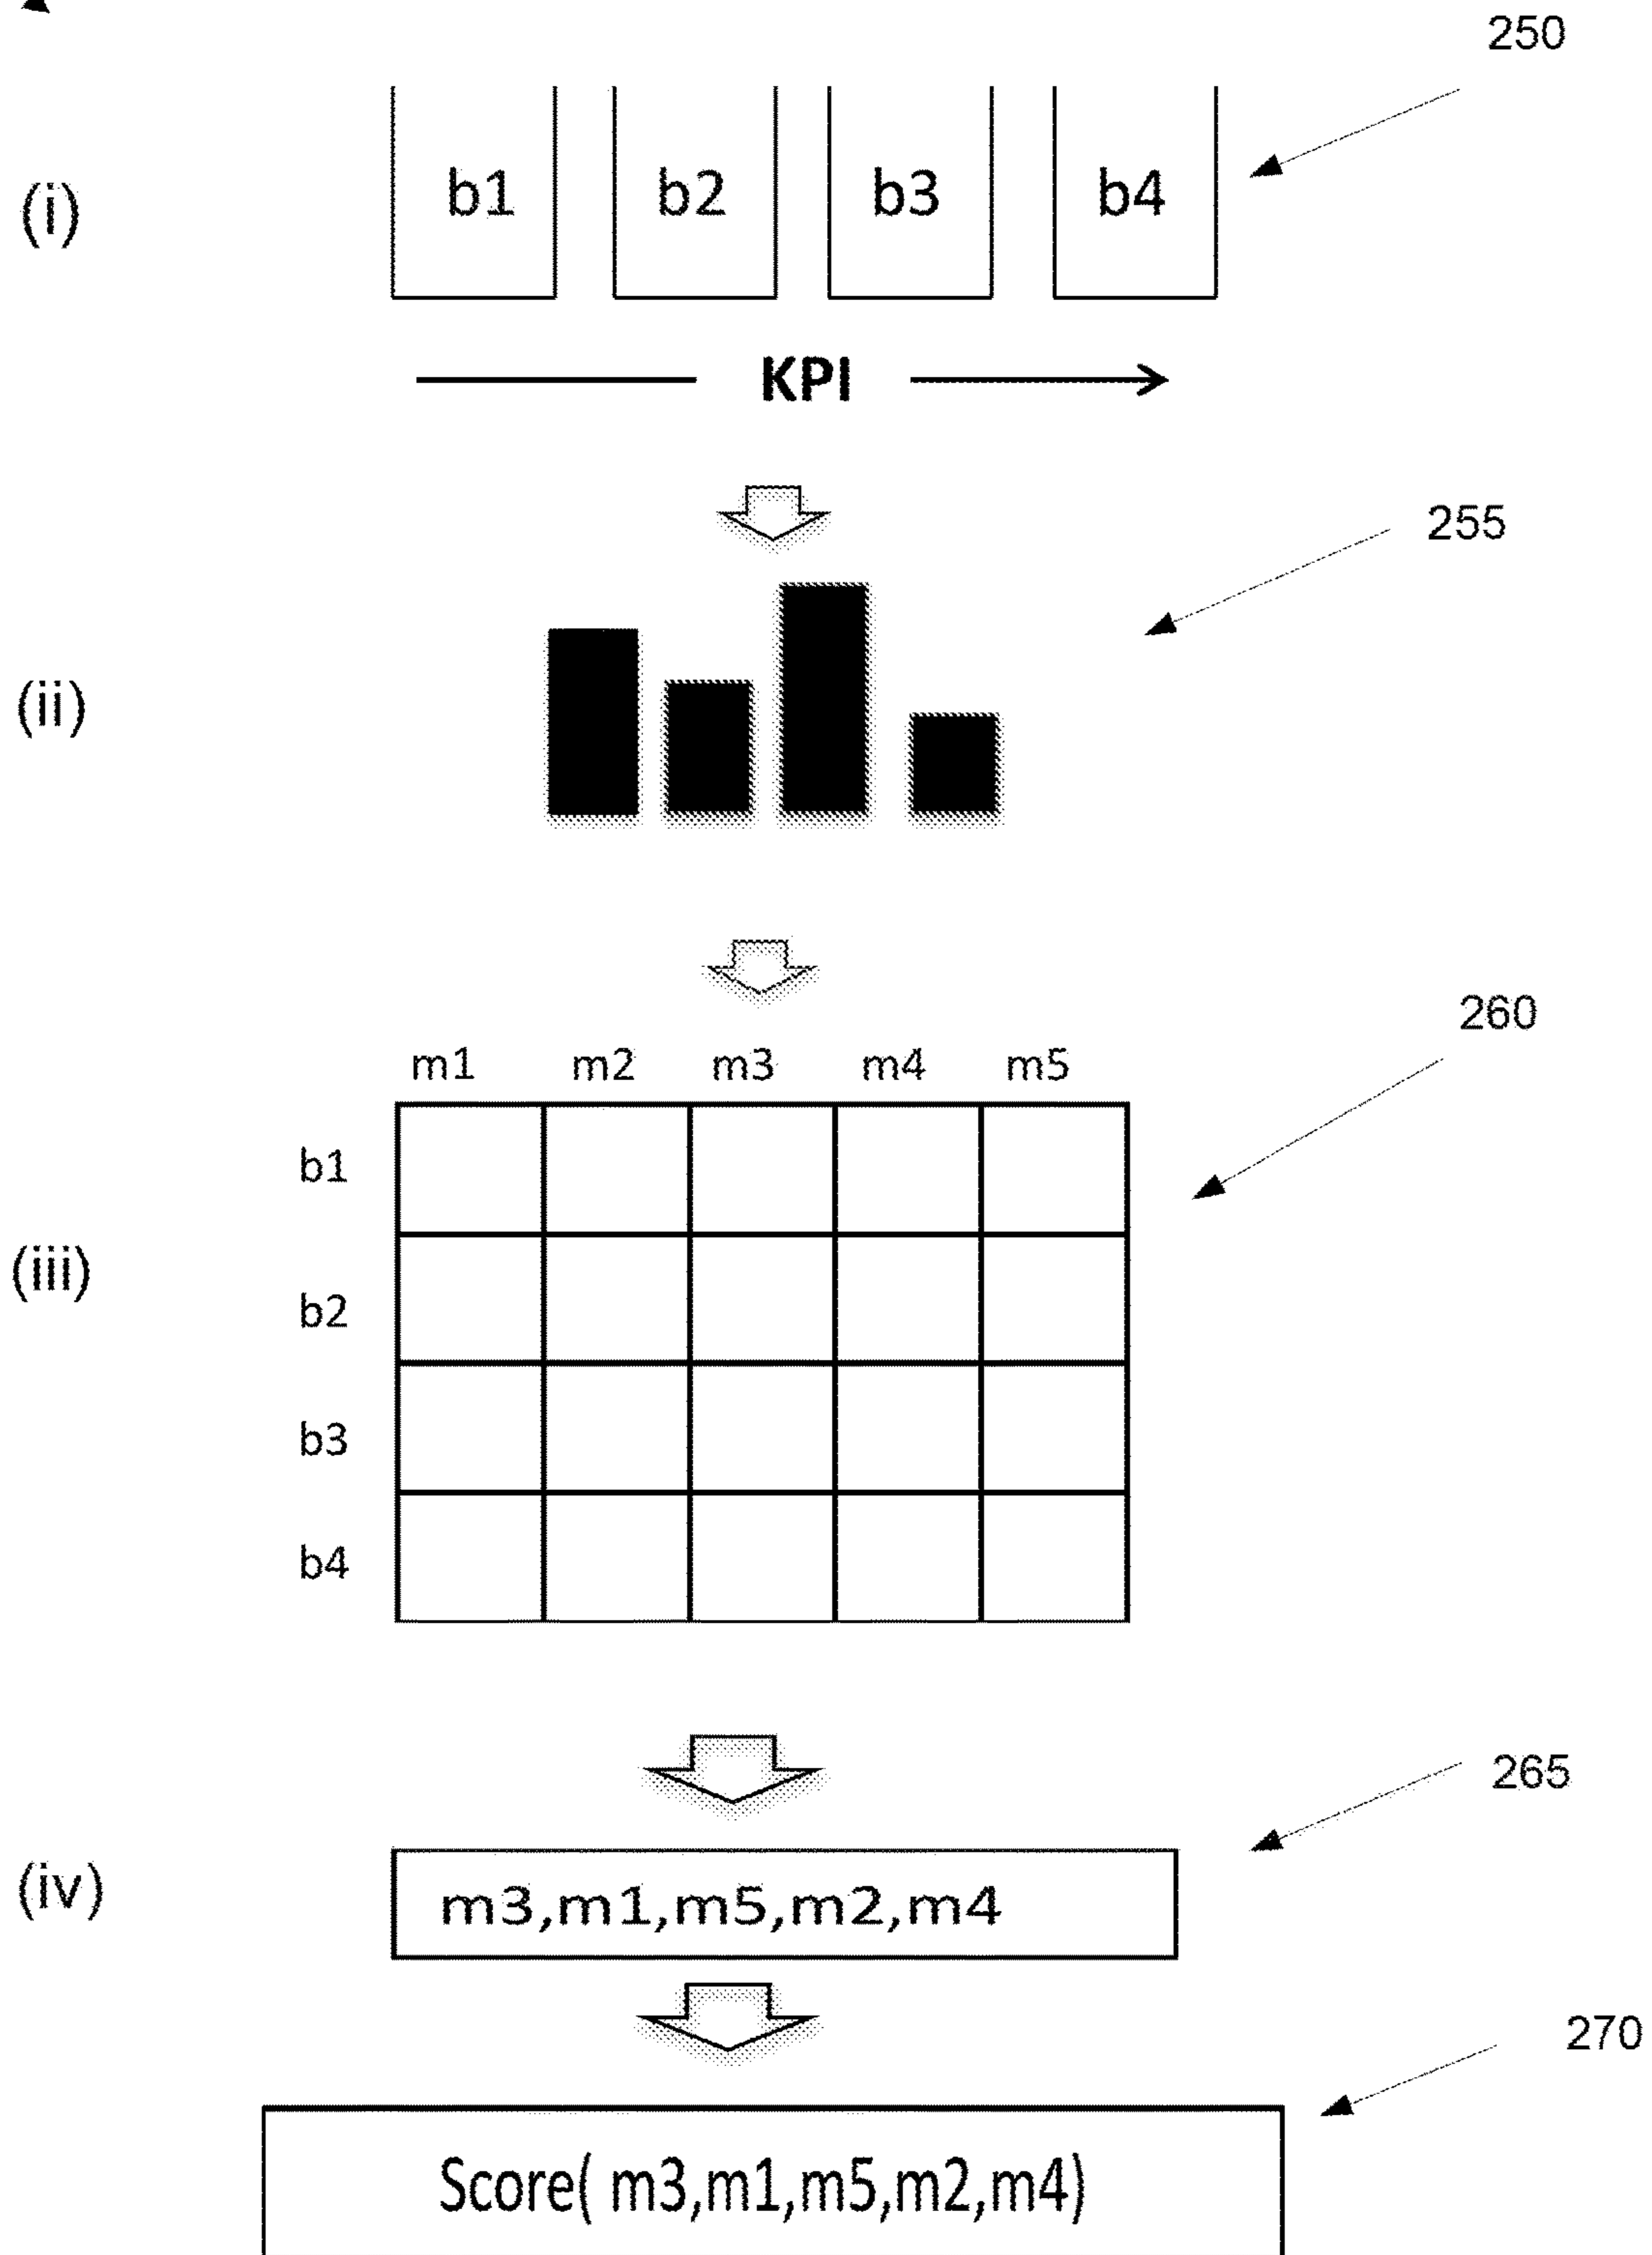 250
(i)
b1 b2 b3 b4
KPI
255
(ii)
260
m1 m2 m3 m4 m5
b1
(iii)
b2
b3
b4
265
(iv)
m3,m1,m5,m2,m4
270
Score( m3,m1,m5,m2,m4)